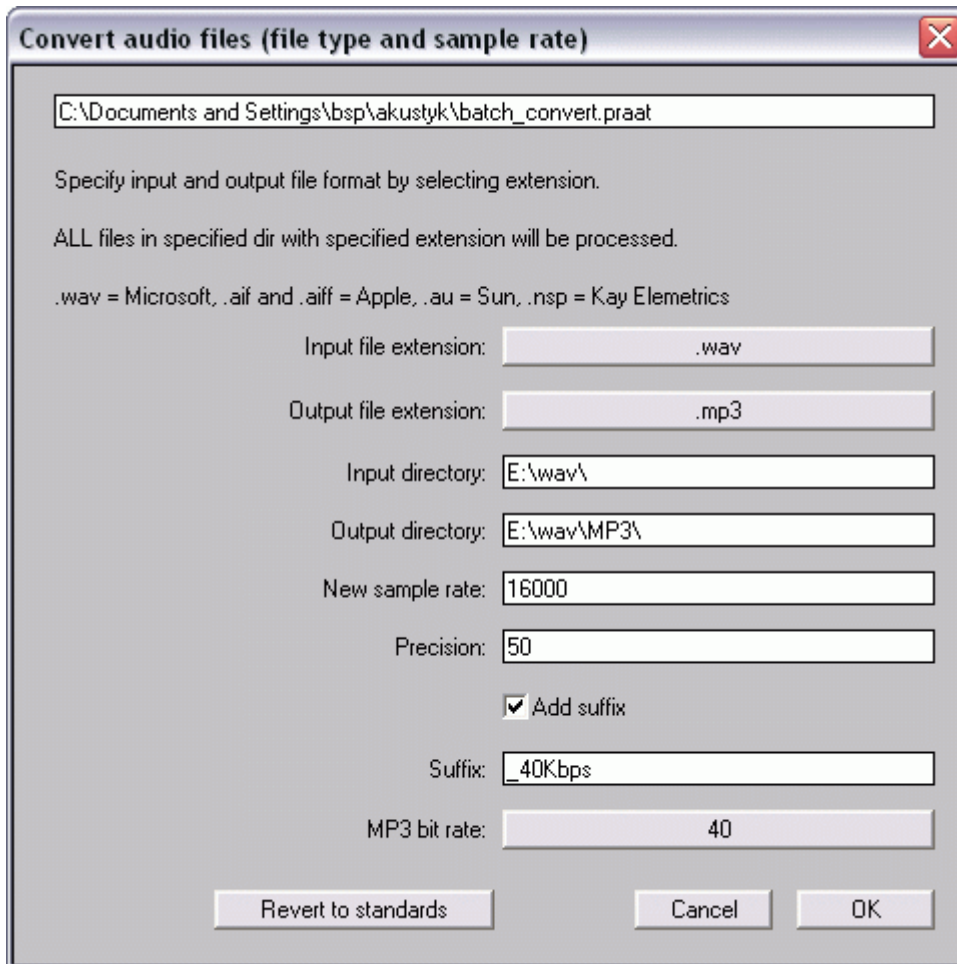 Convert audio files (file type and sample rate)
C:\Documents and Settings\bsp\akustyk\batch_convert.praat
Specify input and output file format by selecting extension.
ALL files in specified dir with specified extension will be processed.
.wav = Microsoft, .aif and .aiff = Apple, .au = Sun, .nsp = Kay Elemetrics
Input file extension: .wav
Output file extension: .mp3
Input directory: E:\wav\
Output directory: E:\wav\MP3\
New sample rate: 16000
Precision: 50
Add suffix
Suffix: _40Kbps
MP3 bit rate: 40
Revert to standards Cancel OK